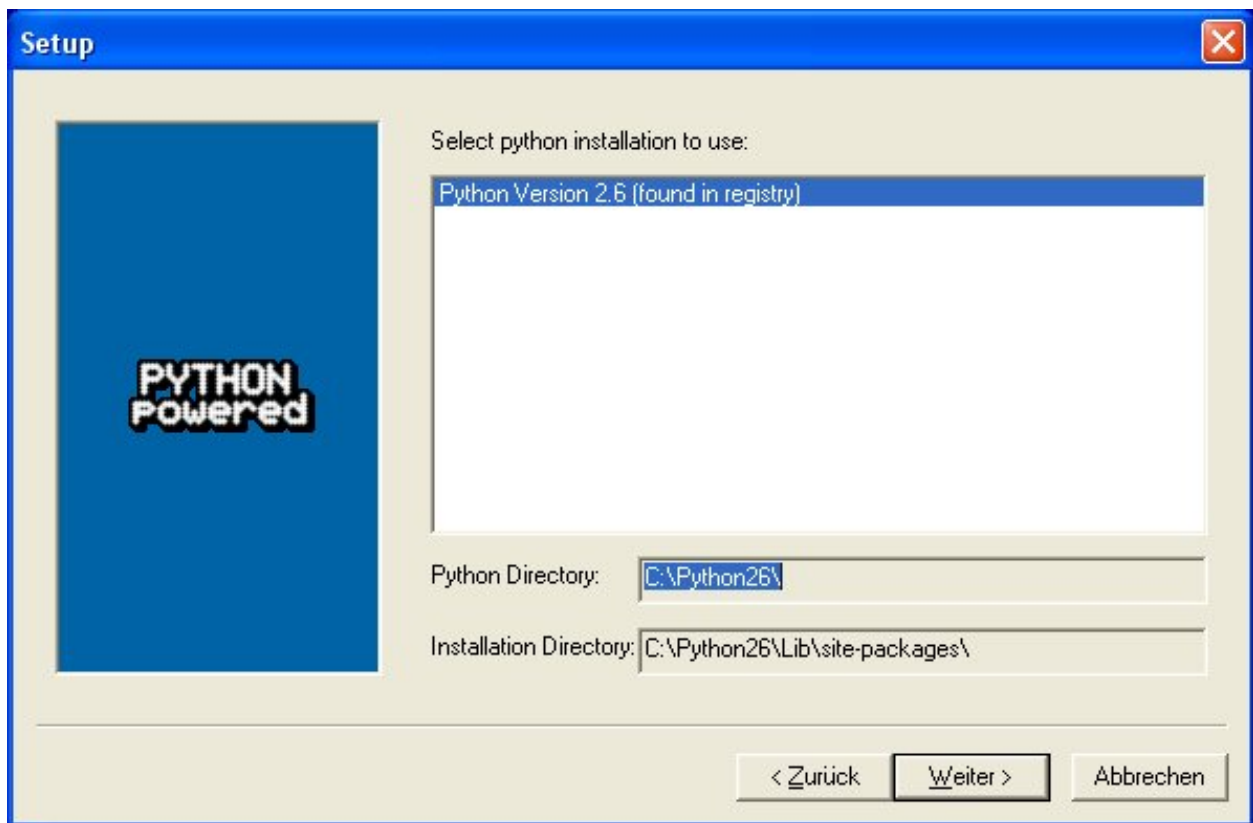 Setup
Select python installation to use:
Python Version 2.6 (found in registry)
PYTHON
powered
Python Directory: C:\Python26\
Installation Directory: C:\Python26\Lib\site-packages\
< Zurück Weiter > Abbrechen